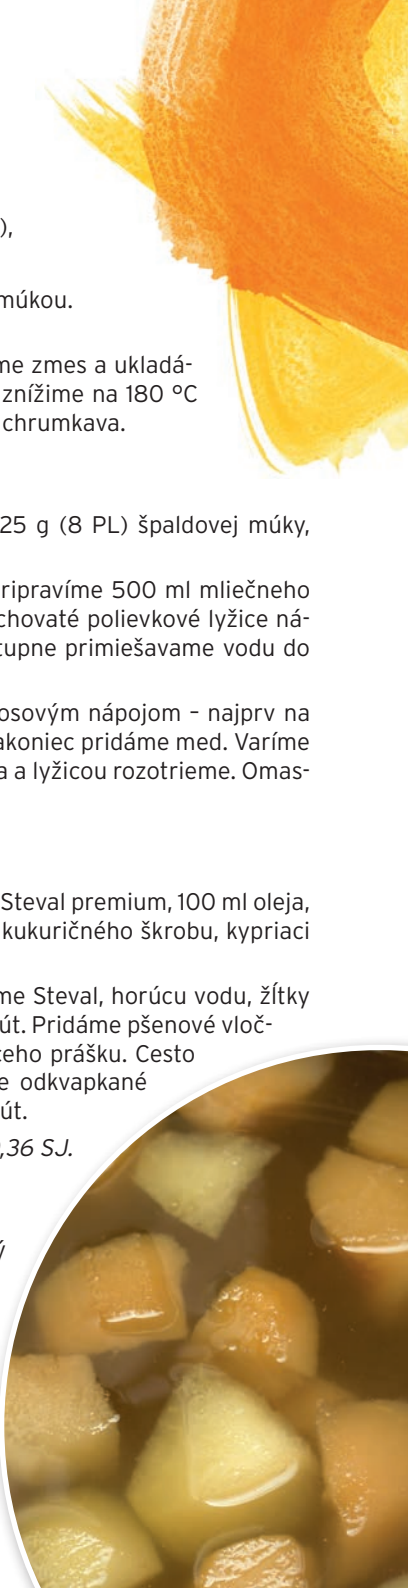 ),
múkou.
me zmes a ukladá-
znížime na 180 °C
chrumkava.
25 g (8 PL) špaldovej múky,
ripravíme 500 ml mliečneho
chovaté polievkové lyžice ná-
tupne primiešavame vodu do
osovým nápojom – najprv na
akoniec pridáme med. Varíme
a a lyžicou rozotrieme. Omas-
Steval premium, 100 ml oleja,
kukuričného škrobu, kypriaci
me Steval, horúcu vodu, žĺtky
út. Pridáme pšenové vloč-
ceho prášku. Cesto
e odkvapkané
út.
,36 SJ.
ý